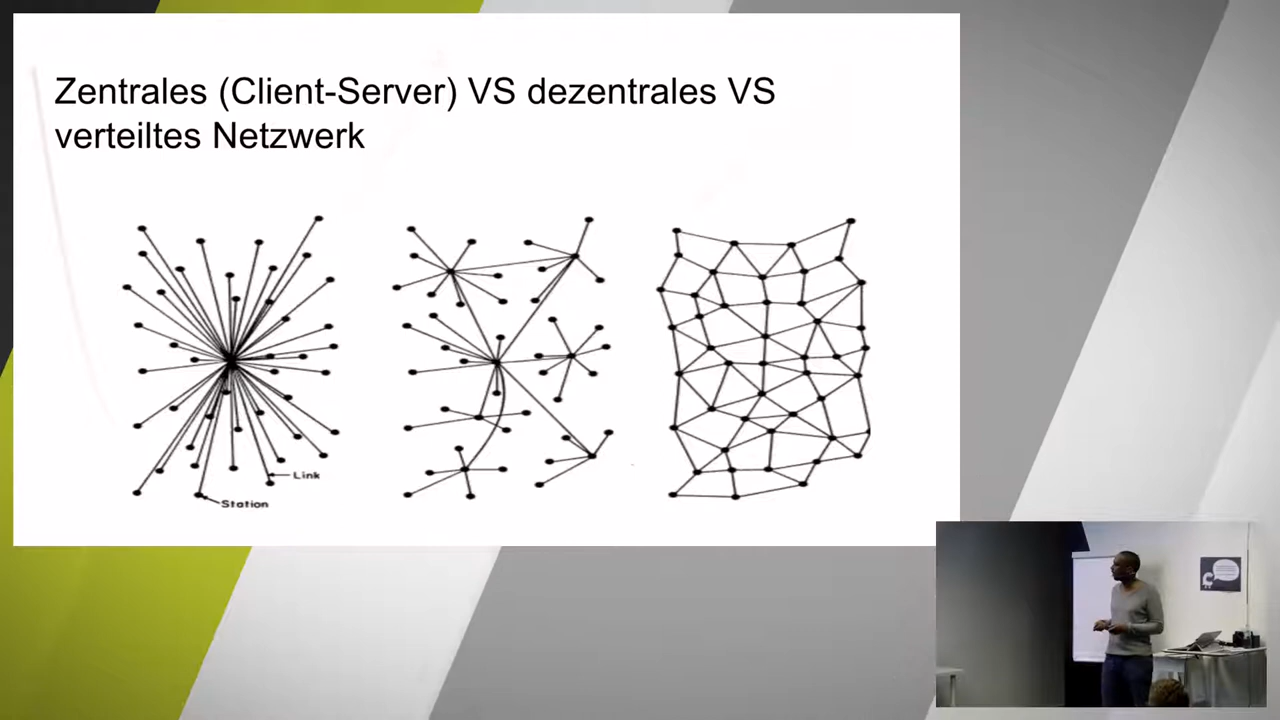 Zentrales (Client-Server) VS dezentrales VS
verteiltes Netzwerk
Link
Station